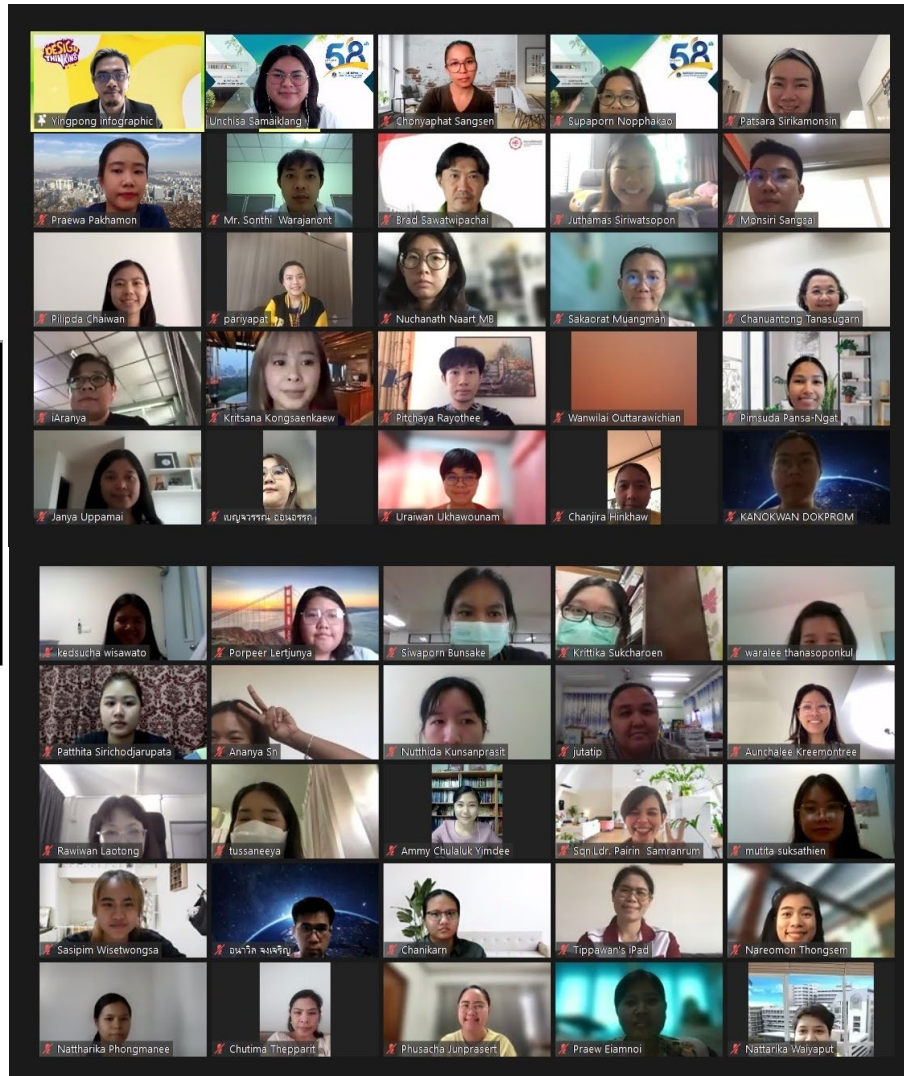 DESIGN
THINKING
58th
58th
Yingpong infographic
Unchisa Samaiklang
Chonyaphat Sangsen
Supaporn Nopphakao
Patsara Sirikamonsin
Praewa Pakhamon
Mr. Sonthi Warajanont
Brad Sawatwipachai
Juthamas Siriwatsopon
Monsiri Sangsai
Pilipda Chaiwan
pariyapat
Nuchanath Naart MB
Sakaorat Muangman
Chanuantong Tanasugarn
iAranya
Kritsana Kongsaenkaew
Pitchaya Rayothee
Wanwilai Outtarawichian
Pimsuda Pansa-Ngat
Janya Uppamai
เบญจวรรณ อ่อนอรรถ
Uraiwan Ukhawounam
Chanjira Hinkhaw
KANOKWAN DOKPROM
kedsucha wisawato
Porpeer Lertjunya
Siwaporn Bunsake
Krittika Sukcharoen
waralee thanasoponkul
Patthita Sirichodjarupata
Ananya Sn
Nutthida Kunsanprasit
jutatip
Aunchalee Kreemontree
Rawiwan Laotong
tussaneeya
Ammy Chulaluk Yimdee
Sqn.Ldr. Pairin Samranrum
mutita suksathien
Sasipim Wisetwongsa
อนาวิล จงเจริญ
Chanikarn
Tippawan's iPad
Nareomon Thongsem
Nattharika Phongmanee
Chutima Thepparit
Phusacha Junprasert
Praew Eiamnoi
Nattarika Waiyaput